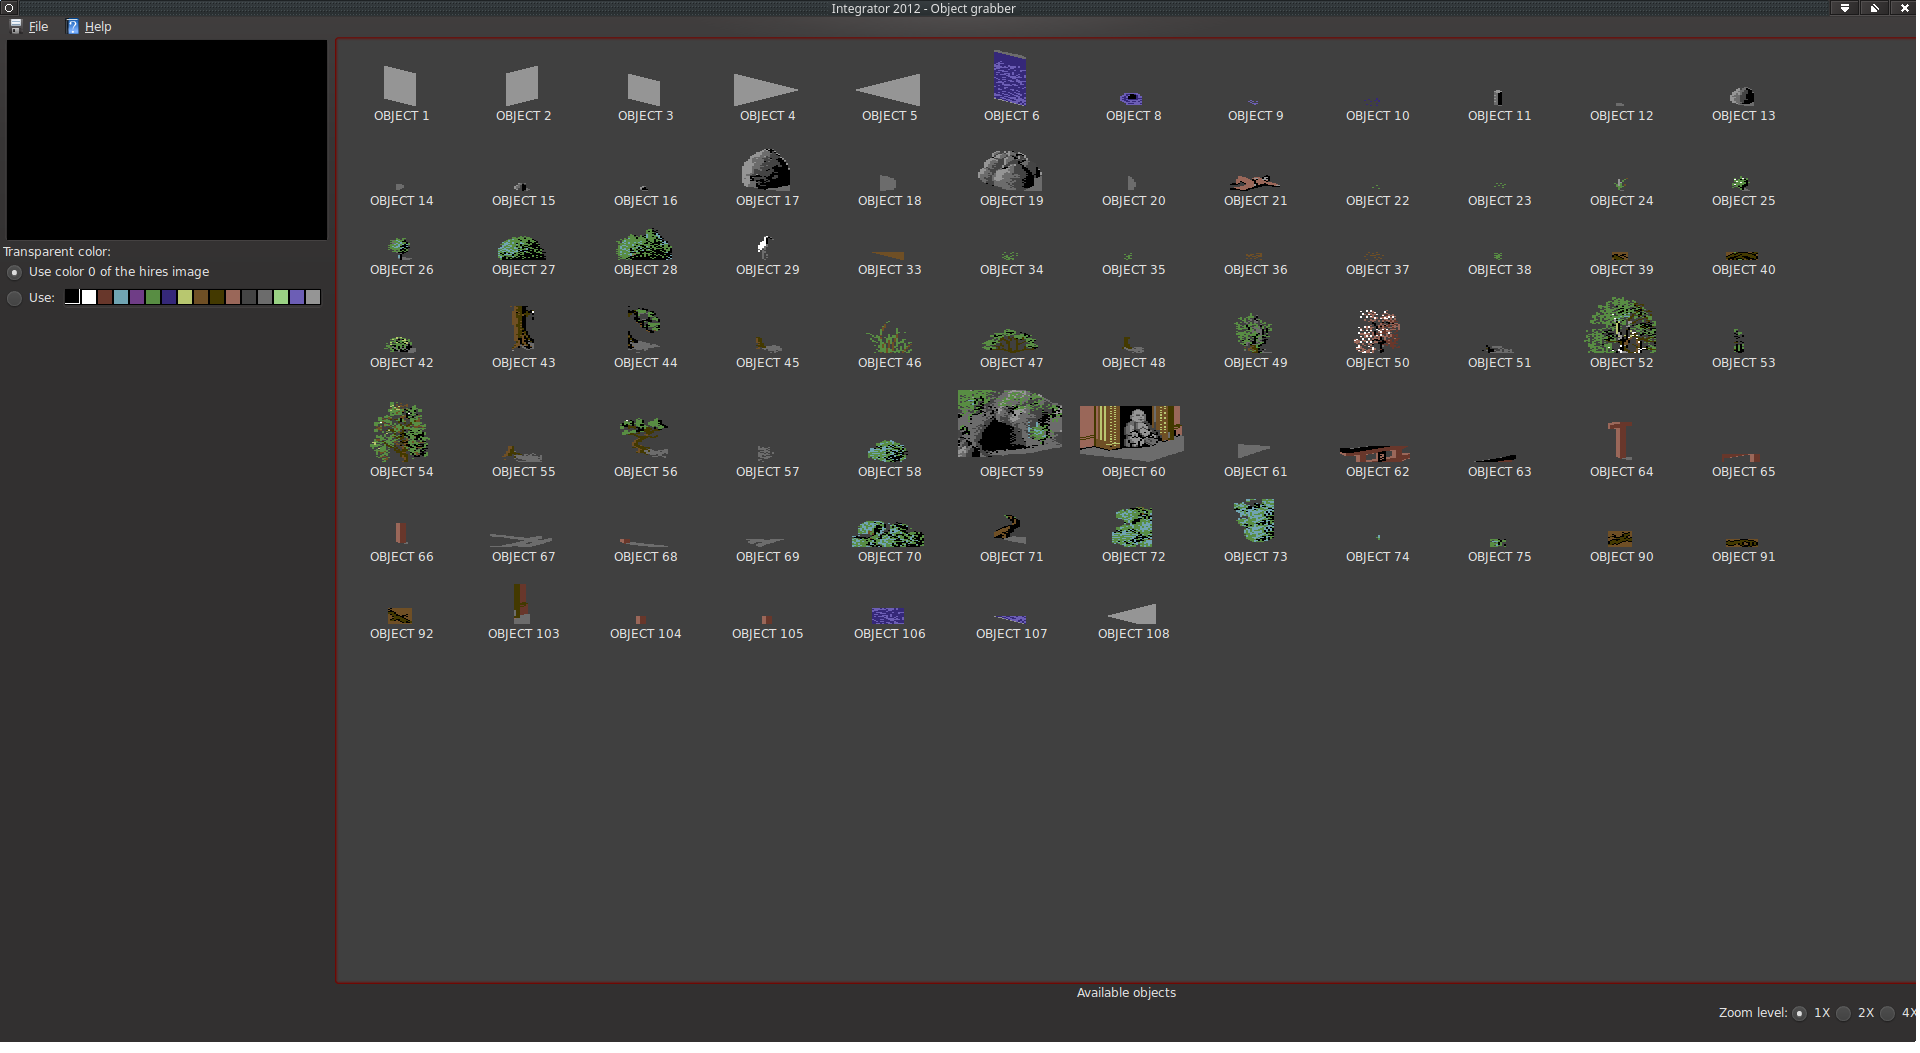 Integrator 2012 - Object grabber
File Help
Transparent color:
Use color 0 of the hires image
Use:
OBJECT 1 OBJECT 2 OBJECT 3 OBJECT 4 OBJECT 5 OBJECT 6 OBJECT 8 OBJECT 9 OBJECT 10 OBJECT 11 OBJECT 12 OBJECT 13
OBJECT 14 OBJECT 15 OBJECT 16 OBJECT 17 OBJECT 18 OBJECT 19 OBJECT 20 OBJECT 21 OBJECT 22 OBJECT 23 OBJECT 24 OBJECT 25
OBJECT 26 OBJECT 27 OBJECT 28 OBJECT 29 OBJECT 33 OBJECT 34 OBJECT 35 OBJECT 36 OBJECT 37 OBJECT 38 OBJECT 39 OBJECT 40
OBJECT 42 OBJECT 43 OBJECT 44 OBJECT 45 OBJECT 46 OBJECT 47 OBJECT 48 OBJECT 49 OBJECT 50 OBJECT 51 OBJECT 52 OBJECT 53
OBJECT 54 OBJECT 55 OBJECT 56 OBJECT 57 OBJECT 58 OBJECT 59 OBJECT 60 OBJECT 61 OBJECT 62 OBJECT 63 OBJECT 64 OBJECT 65
OBJECT 66 OBJECT 67 OBJECT 68 OBJECT 69 OBJECT 70 OBJECT 71 OBJECT 72 OBJECT 73 OBJECT 74 OBJECT 75 OBJECT 90 OBJECT 91
OBJECT 92 OBJECT 103 OBJECT 104 OBJECT 105 OBJECT 106 OBJECT 107 OBJECT 108
Available objects
Zoom level: 1X 2X 4X